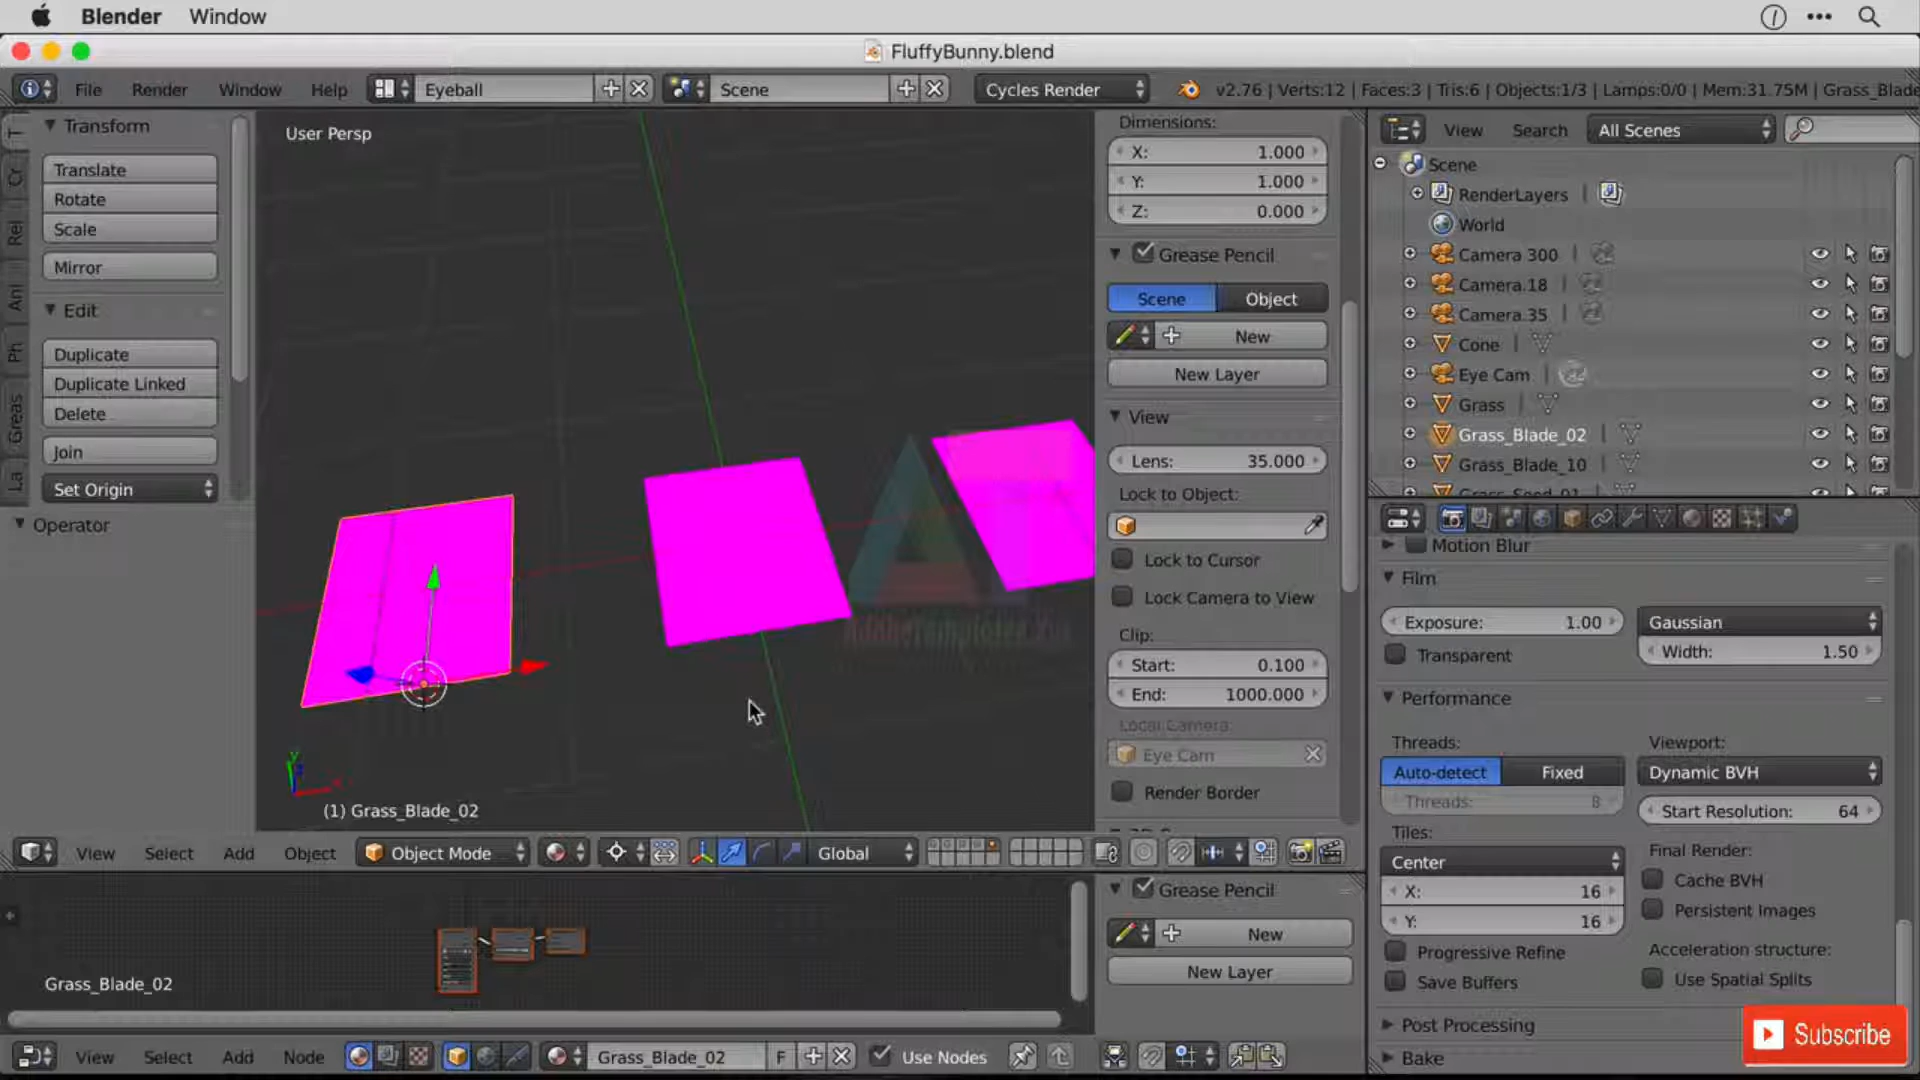 Blender Window
FluffyBunny.blend
File Render Window Help Eyeball Scene Cycles Render v2.76 | Verts:12 | Faces:3 | Tris:6 | Objects:1/3 | Lamps:0/0 | Mem:31.75M | Grass_Blade
Transform
Translate
Rotate
Scale
Mirror
Edit
Duplicate
Duplicate Linked
Delete
Join
Set Origin
Operator
T
Cr
Rel
Ani
Ph
Greas
La
User Persp
(1) Grass_Blade_02
Dimensions:
X: 1.000
Y: 1.000
Z: 0.000
Grease Pencil
Scene Object
New
New Layer
View
Lens: 35.000
Lock to Object:
Lock to Cursor
Lock Camera to View
Clip:
Start: 0.100
End: 1000.000
Local Camera:
Eye Cam
Render Border
View Search All Scenes
Scene
RenderLayers
World
Camera 300
Camera.18
Camera.35
Cone
Eye Cam
Grass
Grass_Blade_02
Grass_Blade_10
Grass_Seed_01
Motion Blur
Film
Exposure: 1.00 Gaussian
Transparent Width: 1.50
Performance
Threads: Viewport:
Auto-detect Fixed Dynamic BVH
Threads: 8 Start Resolution: 64
Tiles: Final Render:
Center Cache BVH
X: 16 Persistent Images
Y: 16
Progressive Refine Acceleration structure:
Save Buffers Use Spatial Splits
Post Processing
Bake
Subscribe
View Select Add Object Object Mode Global
Grease Pencil
New
New Layer
Grass_Blade_02
View Select Add Node Grass_Blade_02 F Use Nodes